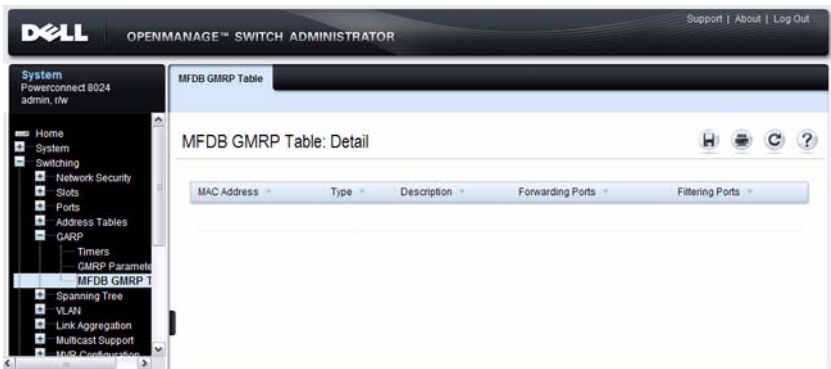 Support | About | Log Out
DELL OPENMANAGE™ SWITCH ADMINISTRATOR
System
Powerconnect 8024
admin, r/w
MFDB GMRP Table
Home
System
Switching
Network Security
Slots
Ports
Address Tables
GARP
Timers
GMRP Paramete
MFDB GMRP T
Spanning Tree
VLAN
Link Aggregation
Multicast Support
MVR Configuration
MFDB GMRP Table: Detail
MAC Address Type Description Forwarding Ports Filtering Ports